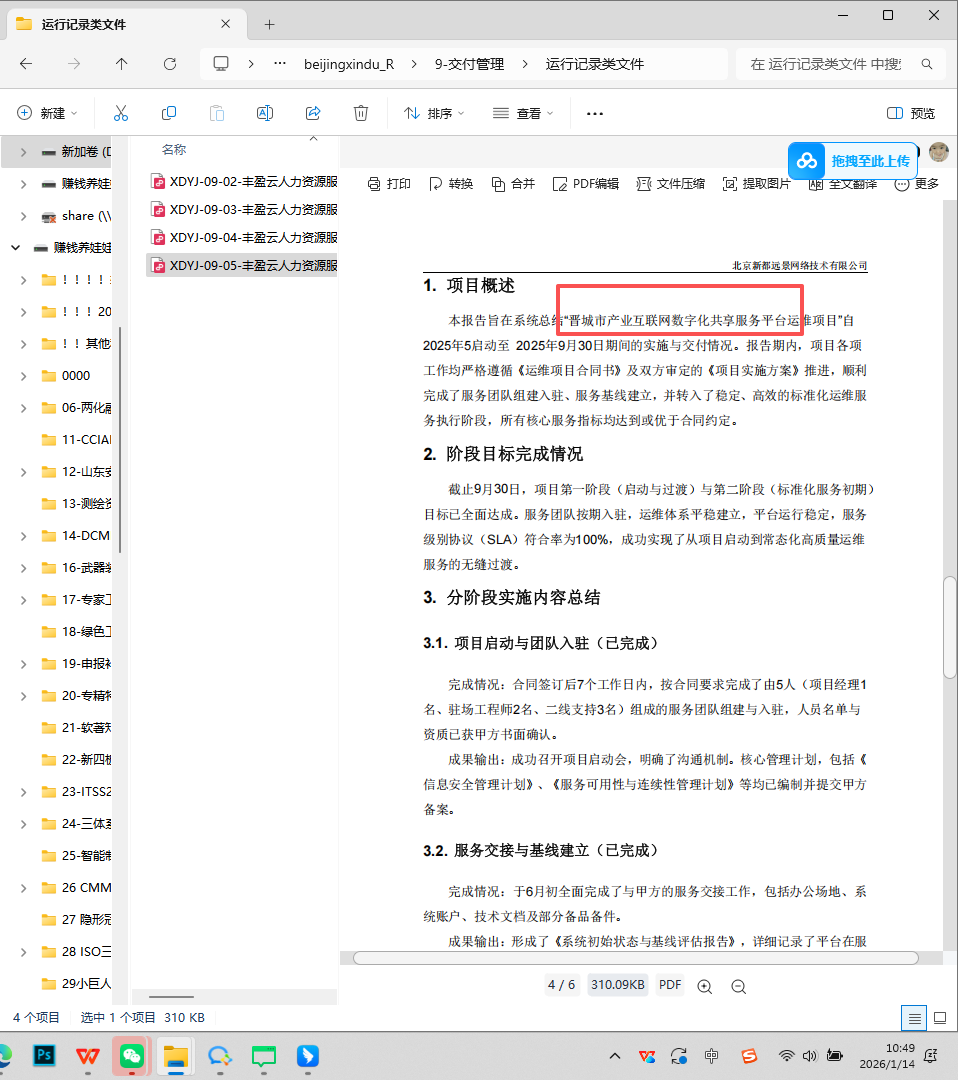 运行记录类文件
beijingxindu_R
9-交付管理
运行记录类文件
在 运行记录类文件 中搜
新建
排序
查看
预览
新加卷 (D
赚钱养娃娃
share (\\
赚钱养娃娃
！！！！
！！！20
！！其他
0000
06-两化融
11-CCIAI
12-山东安
13-测绘资
14-DCM
16-武器装
17-专家工
18-绿色工
19-申报补
20-专精特
21-软著知
22-新四板
23-ITSS2
24-三体系
25-智能制
26 CMM
27 隐形冠
28 ISO三
29小巨人
名称
XDYJ-09-02-丰盈云人力资源服
XDYJ-09-03-丰盈云人力资源服
XDYJ-09-04-丰盈云人力资源服
XDYJ-09-05-丰盈云人力资源服
拖拽至此上传
打印
转换
合并
PDF编辑
文件压缩
提取图片
全文翻译
更多
北京新都远景网络技术有限公司
1. 项目概述
本报告旨在系统总结“晋城市产业互联网数字化共享服务平台运维项目”自
2025年5启动至 2025年9月30日期间的实施与交付情况。报告期内，项目各项
工作均严格遵循《运维项目合同书》及双方审定的《项目实施方案》推进，顺利
完成了服务团队组建入驻、服务基线建立，并转入了稳定、高效的标准化运维服
务执行阶段，所有核心服务指标均达到或优于合同约定。
2. 阶段目标完成情况
截止9月30日，项目第一阶段（启动与过渡）与第二阶段（标准化服务初期）
目标已全面达成。服务团队按期入驻，运维体系平稳建立，平台运行稳定，服务
级别协议（SLA）符合率为100%，成功实现了从项目启动到常态化高质量运维
服务的无缝过渡。
3. 分阶段实施内容总结
3.1. 项目启动与团队入驻（已完成）
完成情况：合同签订后7个工作日内，按合同要求完成了由5人（项目经理1
名、驻场工程师2名、二线支持3名）组成的服务团队组建与入驻，人员名单与
资质已获甲方书面确认。
成果输出：成功召开项目启动会，明确了沟通机制。核心管理计划，包括《
信息安全管理计划》、《服务可用性与连续性管理计划》等均已编制并提交甲方
备案。
3.2. 服务交接与基线建立（已完成）
完成情况：于6月初全面完成了与甲方的服务交接工作，包括办公场地、系
统账户、技术文档及部分备品备件。
成果输出：形成了《系统初始状态与基线评估报告》，详细记录了平台在服
4 / 6
310.09KB
PDF
4 个项目
选中 1 个项目 310 KB
Ps
中
10:49
2026/1/14